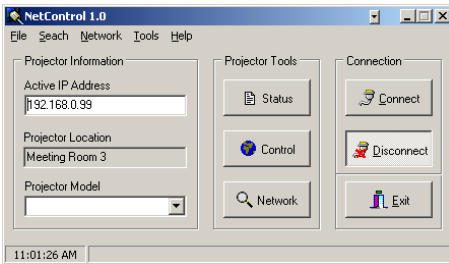 NetControl 1.0
File Seach Network Tools Help
Projector Information
Active IP Address
192.168.0.99
Projector Location
Meeting Room 3
Projector Model
Projector Tools
Status
Control
Network
Connection
Connect
Disconnect
Exit
11:01:26 AM